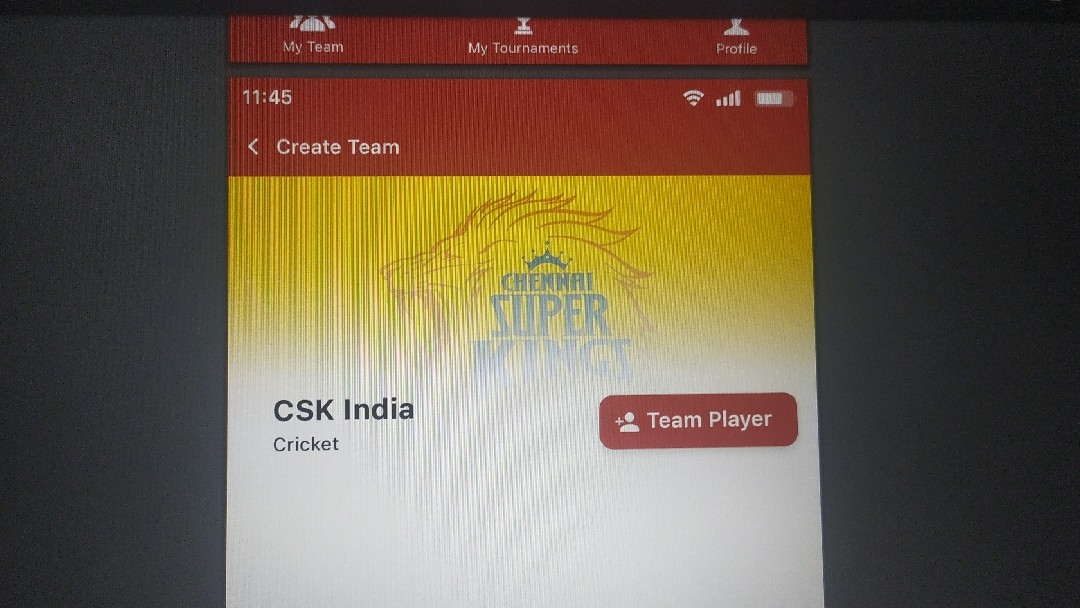 My Team My Tournaments Profile
11:45
Create Team
CHENNAI
SUPER
KINGS
CSK India
Team Player
Cricket